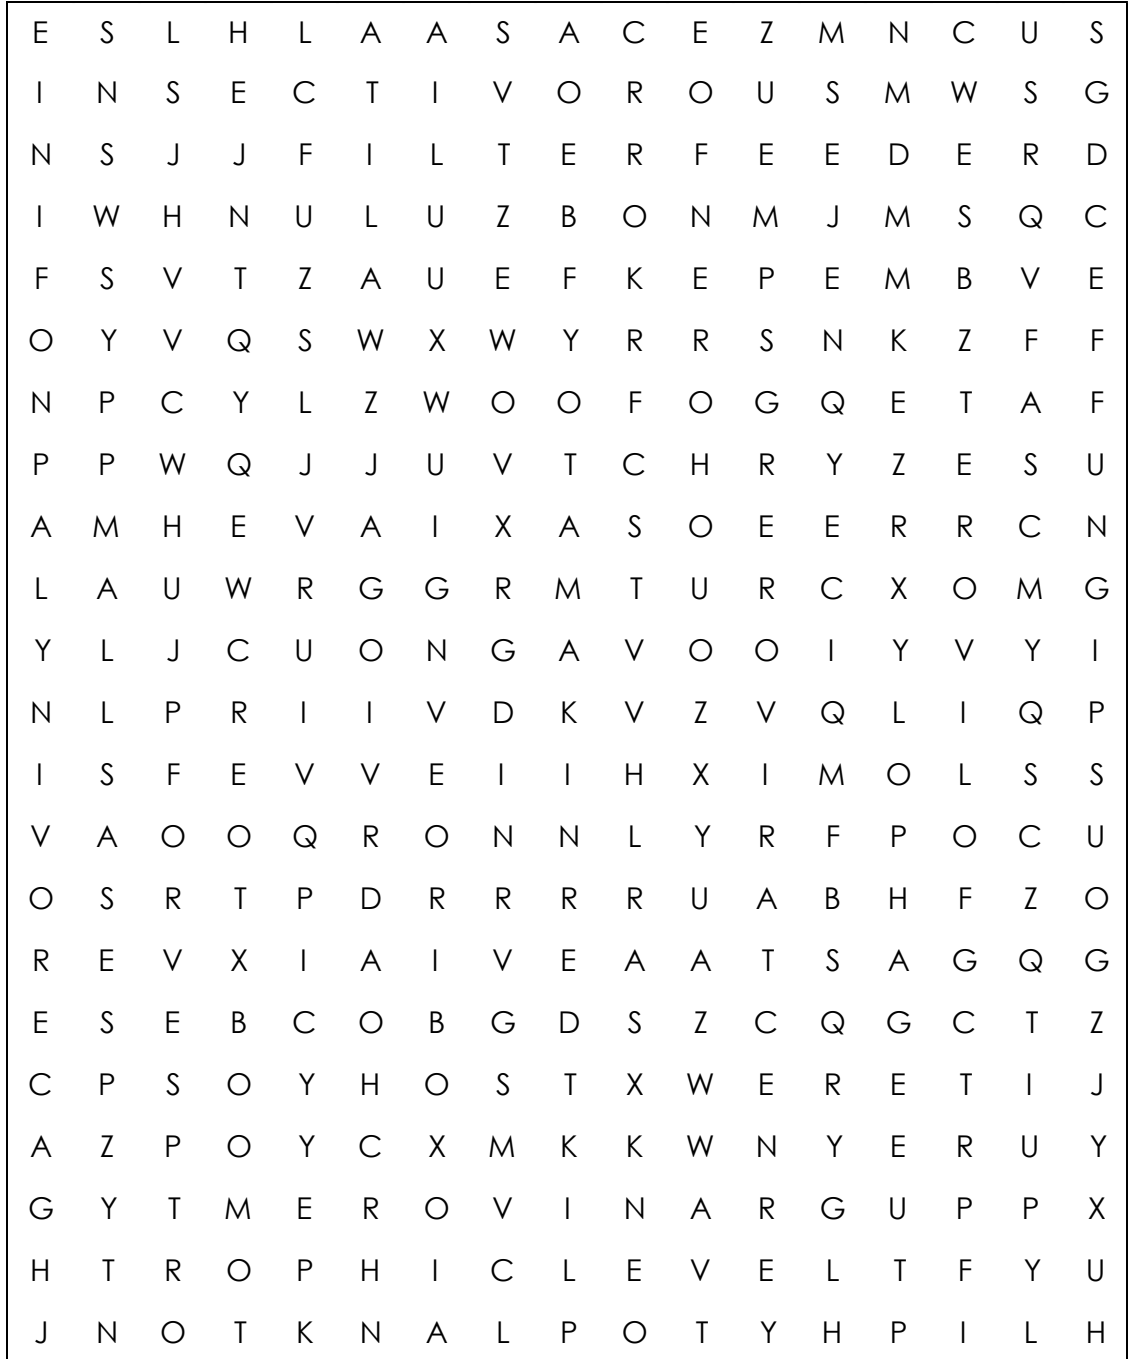 E S L H L A A S A C E Z M N C U S
I N S E C T I V O R O U S M W S G
N S J J F I L T E R F E E D E R D
I W H N U L U Z B O N M J M S Q C
F S V T Z A U E F K E P E M B V E
O Y V Q S W X W Y R R S N K Z F F
N P C Y L Z W O O F O G Q E T A F
P P W Q J J U V T C H R Y Z E S U
A M H E V A I X A S O E E R R C N
L A U W R G G R M T U R C X O M G
Y L J C U O N G A V O O I Y V Y I
N L P R I I V D K V Z V Q L I Q P
I S F E V V E I I H X I M O L S S
V A O O Q R O N N L Y R F P O C U
O S R T P D R R R R U A B H F Z O
R E V X I A I V E A A T S A G Q G
E S E B C O B G D S Z C Q G C T Z
C P S O Y H O S T X W E R E T I J
A Z P O Y C X M K K W N Y E R U Y
G Y T M E R O V I N A R G U P P X
H T R O P H I C L E V E L T F Y U
J N O T K N A L P O T Y H P I L H